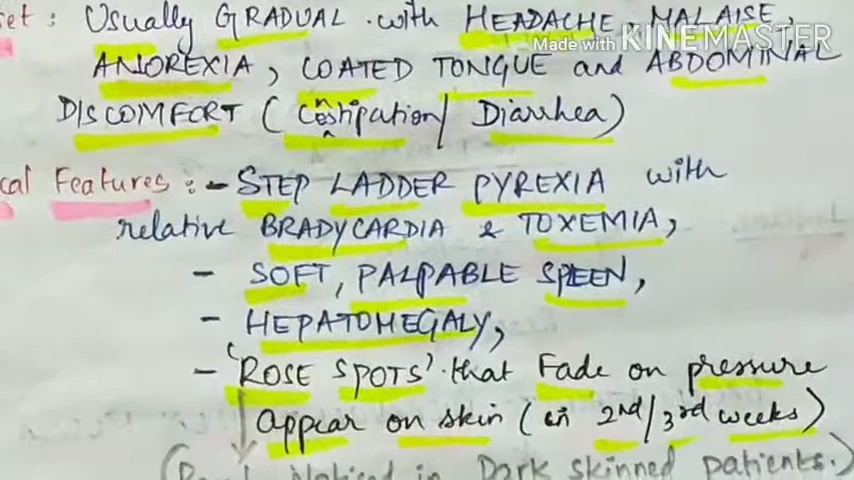 set : Usually GRADUAL with HEADACHE, MALAISE,
Made with KINEMASTER
ANOREXIA, COATED TONGUE and ABDOMINAL
DISCOMFORT (Constipation/ Diarrhea)
cal Features :- STEP LADDER PYREXIA with
relative BRADYCARDIA & TOXEMIA,
- SOFT, PALPABLE SPEEN,
- HEPATOMEGALY,
- 'ROSE SPOTS' that Fade on pressure
appear on skin (in 2nd/3rd weeks)
Noticed in Dark skinned patients.)